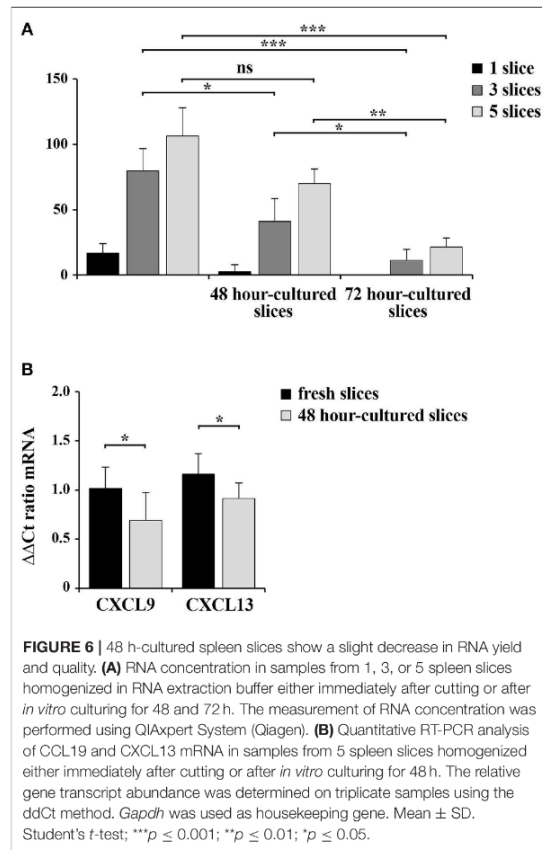 A
***
***
ns
*
**
*
1 slice
3 slices
5 slices
150
100
50
0
48 hour-cultured
slices
72 hour-cultured
slices
B
fresh slices
48 hour-cultured slices
2.0
1.5
1.0
0.5
0
ΔΔCt ratio mRNA
*
*
CXCL9
CXCL13
FIGURE 6 | 48 h-cultured spleen slices show a slight decrease in RNA yield
and quality. (A) RNA concentration in samples from 1, 3, or 5 spleen slices
homogenized in RNA extraction buffer either immediately after cutting or after
in vitro culturing for 48 and 72 h. The measurement of RNA concentration was
performed using QIAxpert System (Qiagen). (B) Quantitative RT-PCR analysis
of CCL19 and CXCL13 mRNA in samples from 5 spleen slices homogenized
either immediately after cutting or after in vitro culturing for 48 h. The relative
gene transcript abundance was determined on triplicate samples using the
ddCt method. Gapdh was used as housekeeping gene. Mean ± SD.
Student's t-test; ***p ≤ 0.001; **p ≤ 0.01; *p ≤ 0.05.